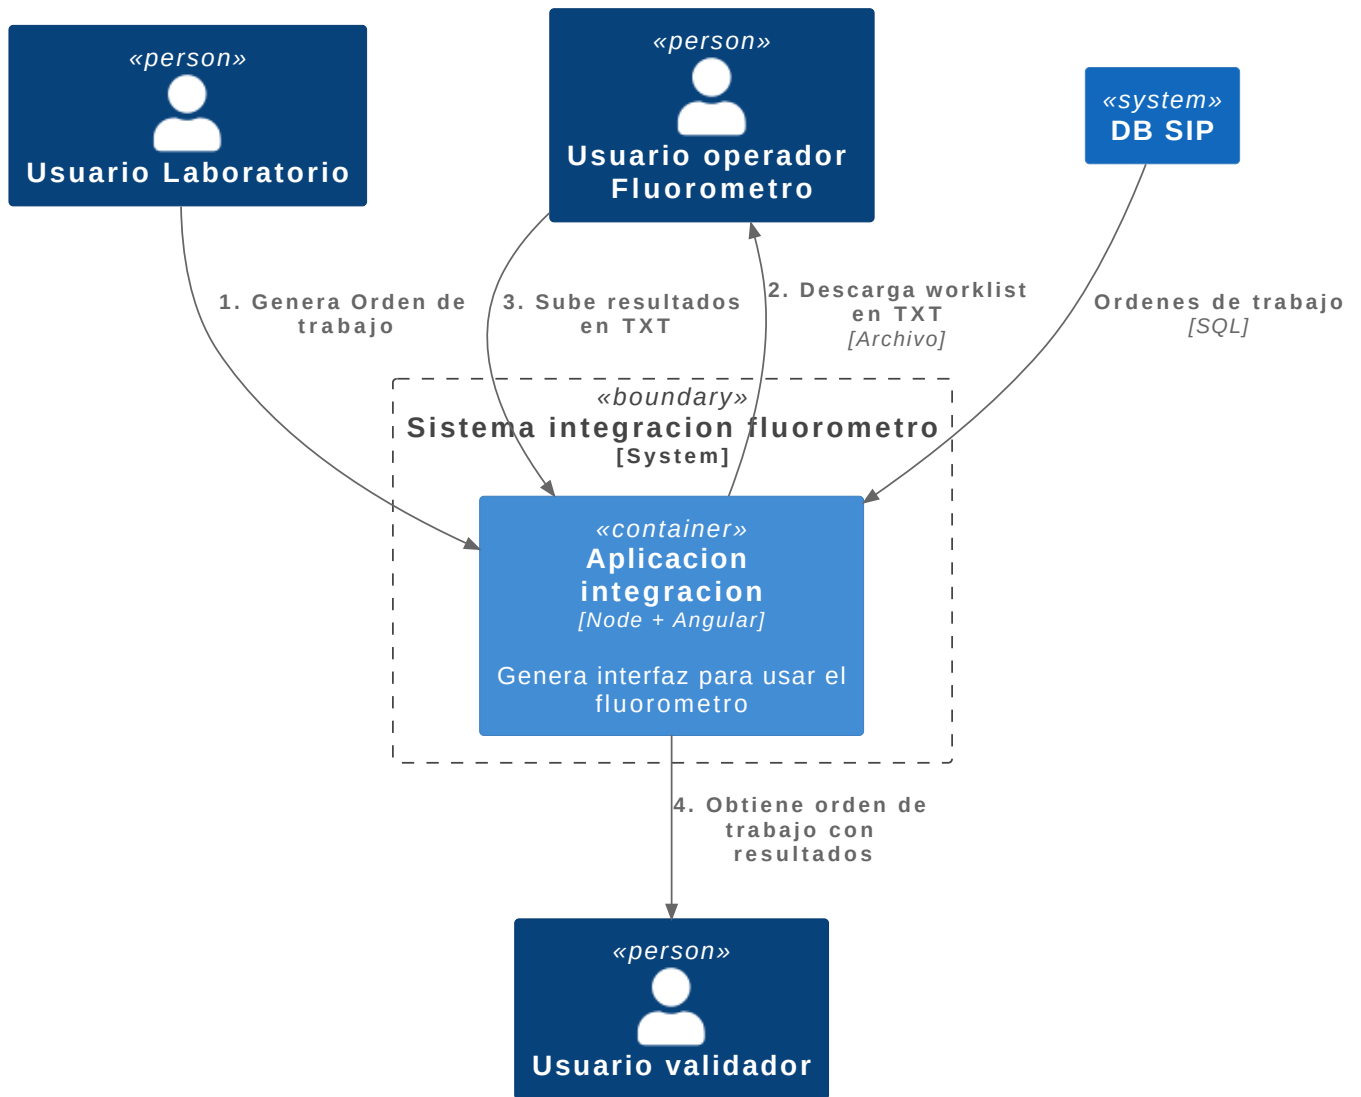 «person»
Usuario Laboratorio
«person»
Usuario operador
Fluorometro
«system»
DB SIP
1. Genera Orden de
trabajo
3. Sube resultados
en TXT
2. Descarga worklist
en TXT
[Archivo]
Ordenes de trabajo
[SQL]
«boundary»
Sistema integracion fluorometro
[System]
«container»
Aplicacion
integracion
[Node + Angular]
Genera interfaz para usar el
fluorometro
4. Obtiene orden de
trabajo con
resultados
«person»
Usuario validador